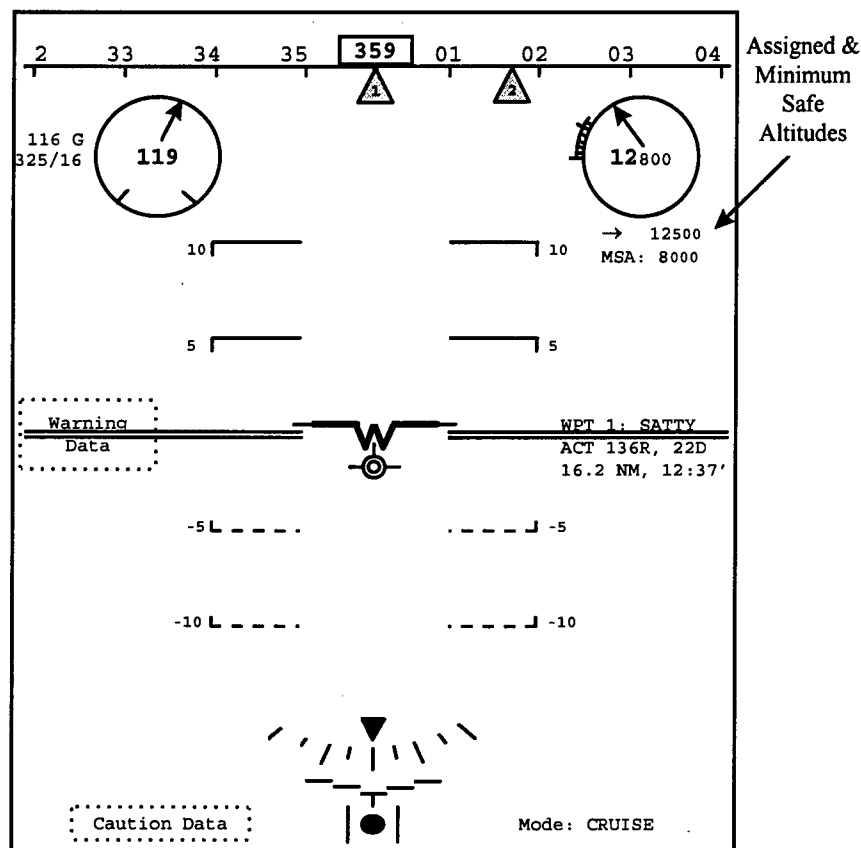 2 33 34 35 359 01 02 03 04
1 2
Assigned &
Minimum
Safe
Altitudes
116 G
325/16
119
12800
→ 12500
MSA: 8000
10 10
5 5
Warning
Data
WPT 1: SATTY
ACT 136R, 22D
16.2 NM, 12:37'
-5 -5
-10 -10
Caution Data
Mode: CRUISE